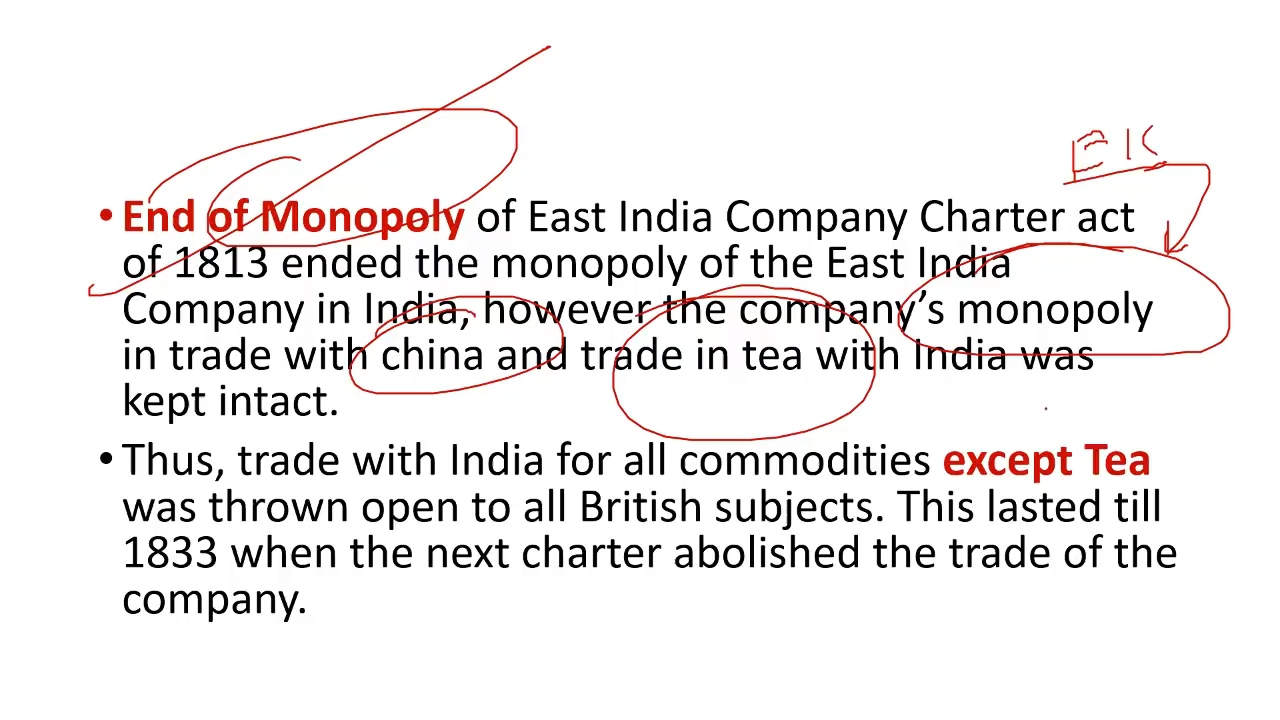 EIC
• End of Monopoly of East India Company Charter act
of 1813 ended the monopoly of the East India
Company in India, however the company’s monopoly
in trade with china and trade in tea with India was
kept intact.
• Thus, trade with India for all commodities except Tea
was thrown open to all British subjects. This lasted till
1833 when the next charter abolished the trade of the
company.